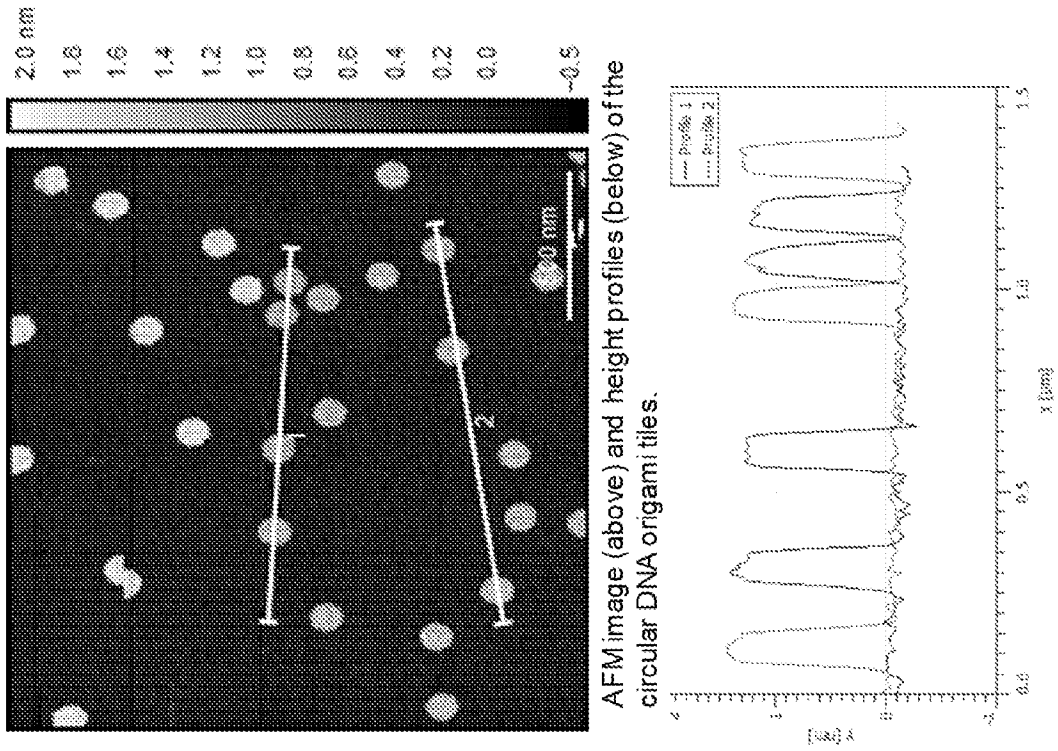 2.0 nm
1.8
1.6
1.4
1.2
1.0
0.8
0.6
0.4
0.2
0.0
-0.5
1
2
AFM image (above) and height profiles (below) of the
circular DNA origami tiles.
Profile 1
Profile 2
y [nm]
1
0
-1
0.0
0.5
1.0
1.5
x [µm]